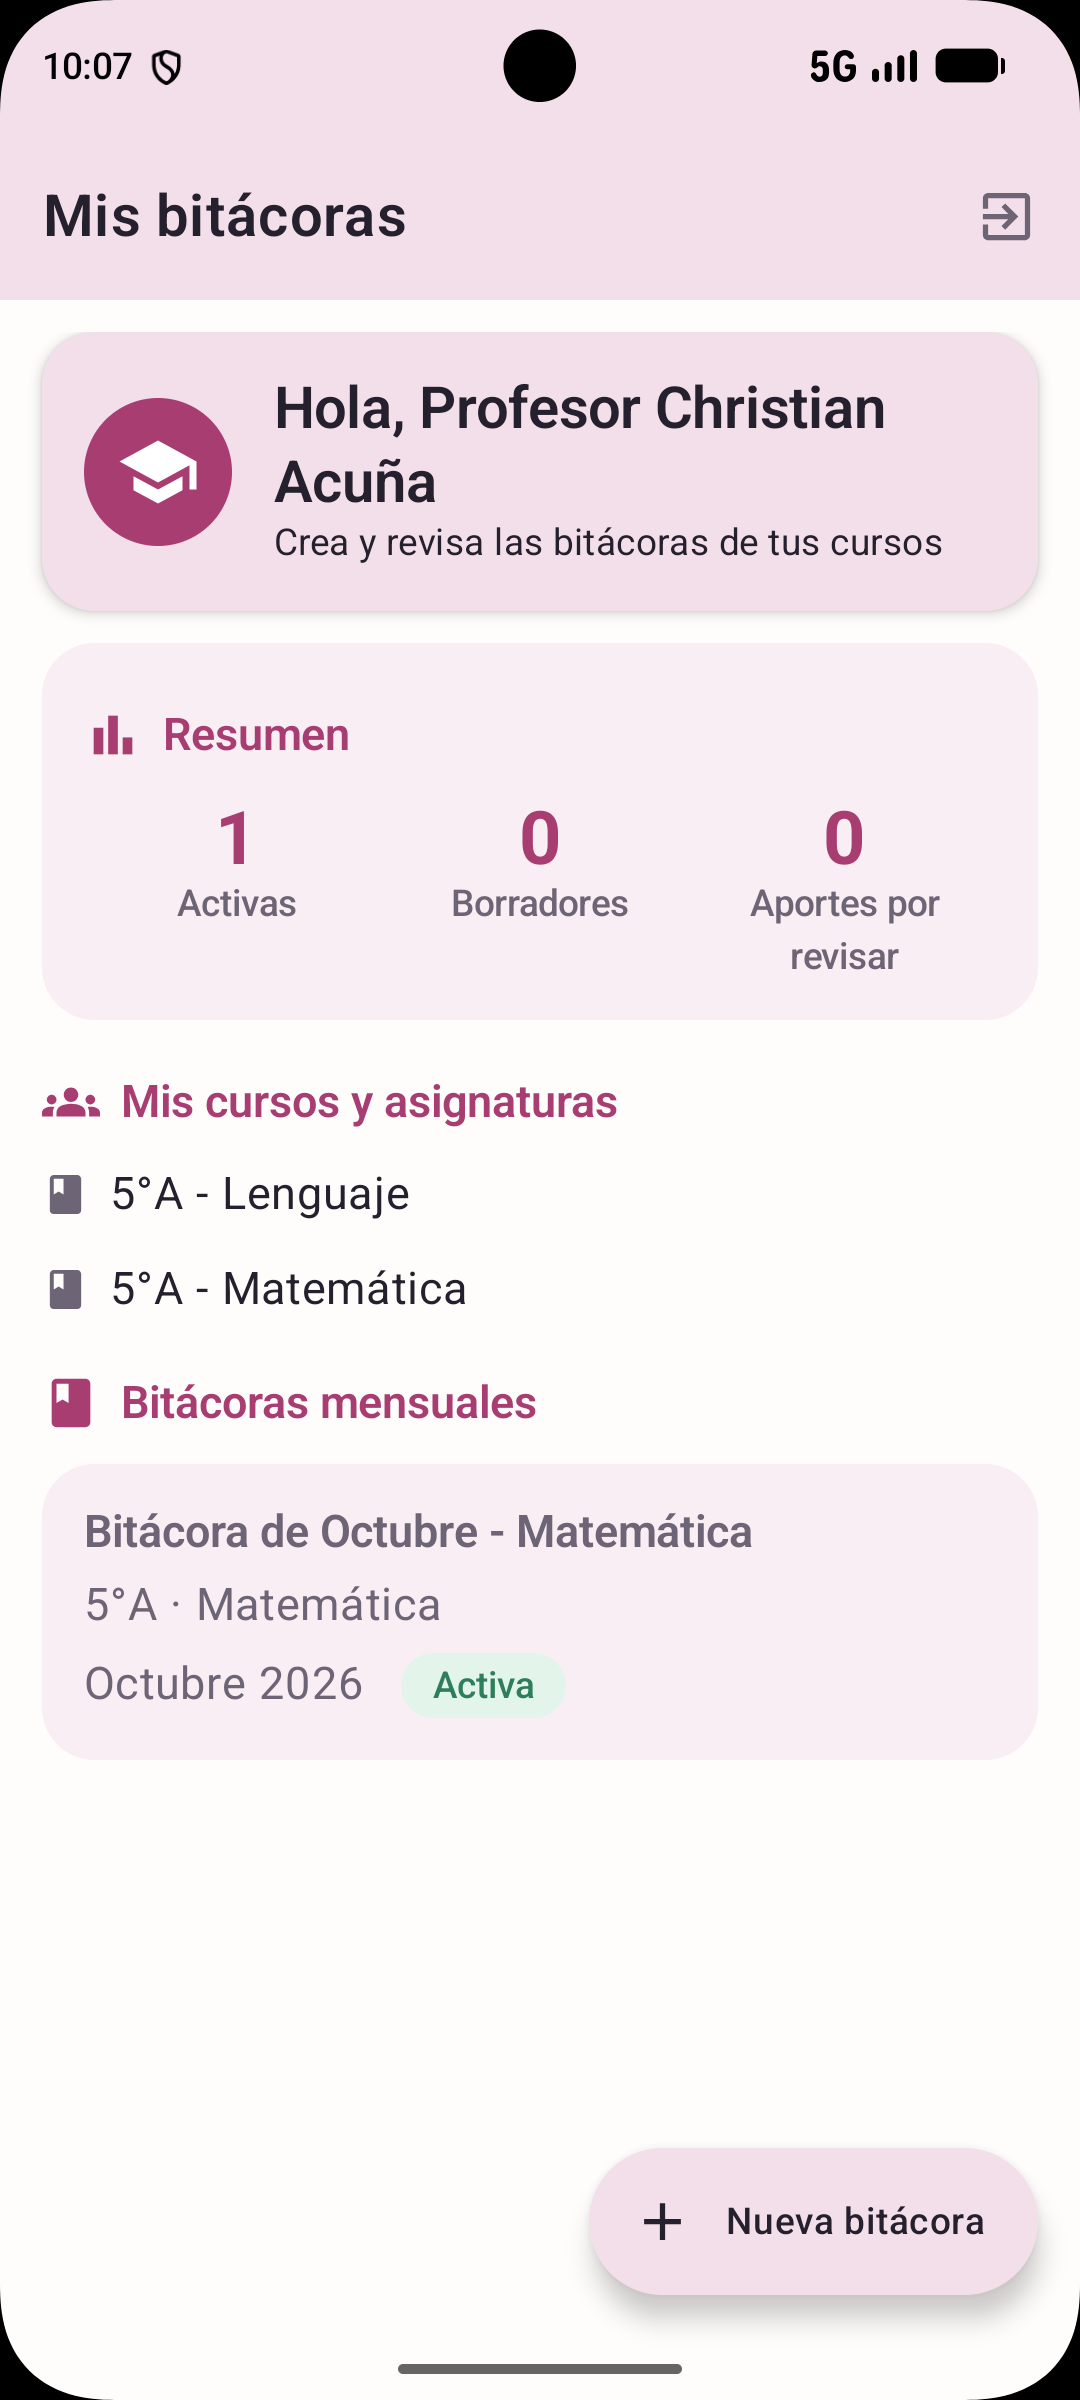 10:07
5G
Mis bitácoras
Hola, Profesor Christian
Acuña
Crea y revisa las bitácoras de tus cursos
Resumen
1 0 0
Activas Borradores Aportes por
revisar
Mis cursos y asignaturas
5°A - Lenguaje
5°A - Matemática
Bitácoras mensuales
Bitácora de Octubre - Matemática
5°A · Matemática
Octubre 2026 Activa
Nueva bitácora